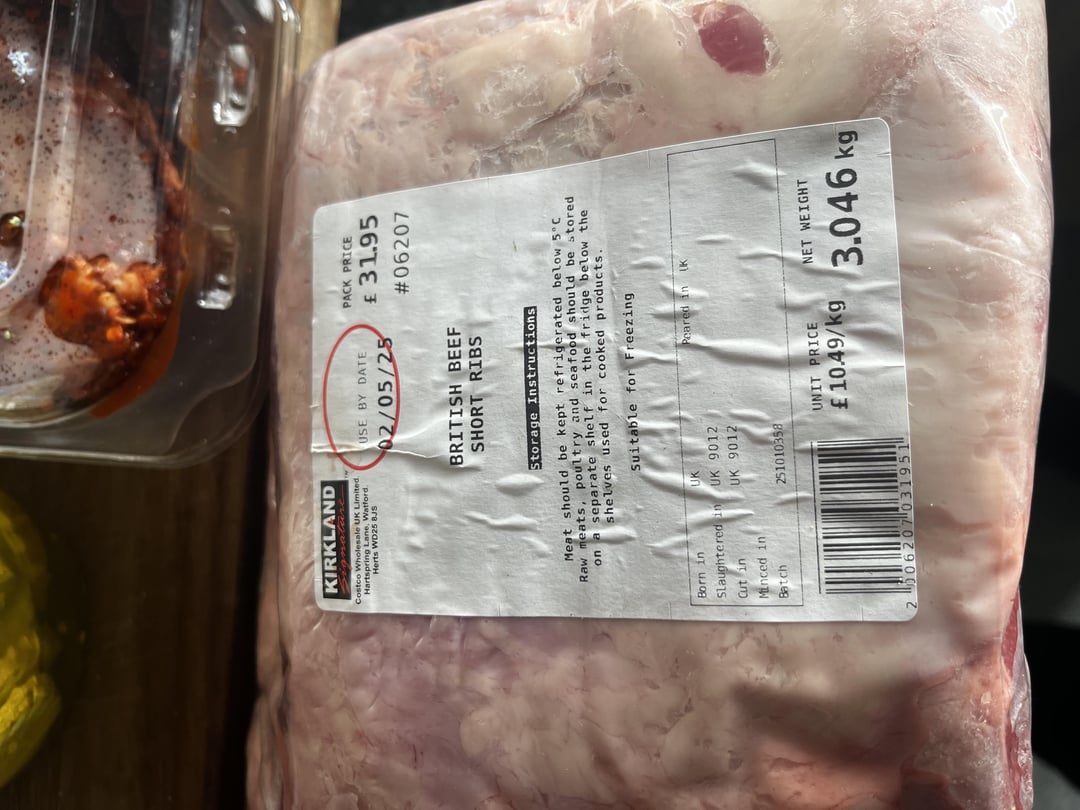 KIRKLAND
Signature™
Costco Wholesale UK Limited.
Hartspring Lane, Watford.
Herts WD25 8JS
USE BY DATE
02/05/25
PACK PRICE
£ 31.95
#06207
BRITISH BEEF
SHORT RIBS
Storage Instructions
Meat should be kept refrigerated below 5°C
Raw meats, poultry and seafood should be stored
on a separate shelf in the fridge below the
shelves used for cooked products.
Suitable for Freezing
Born in UK Reared in UK
Slaughtered in UK 9012
Cut in UK 9012
Minced in
Batch 251010358
UNIT PRICE
£10.49/kg
NET WEIGHT
3.046 kg
2 006207 031951